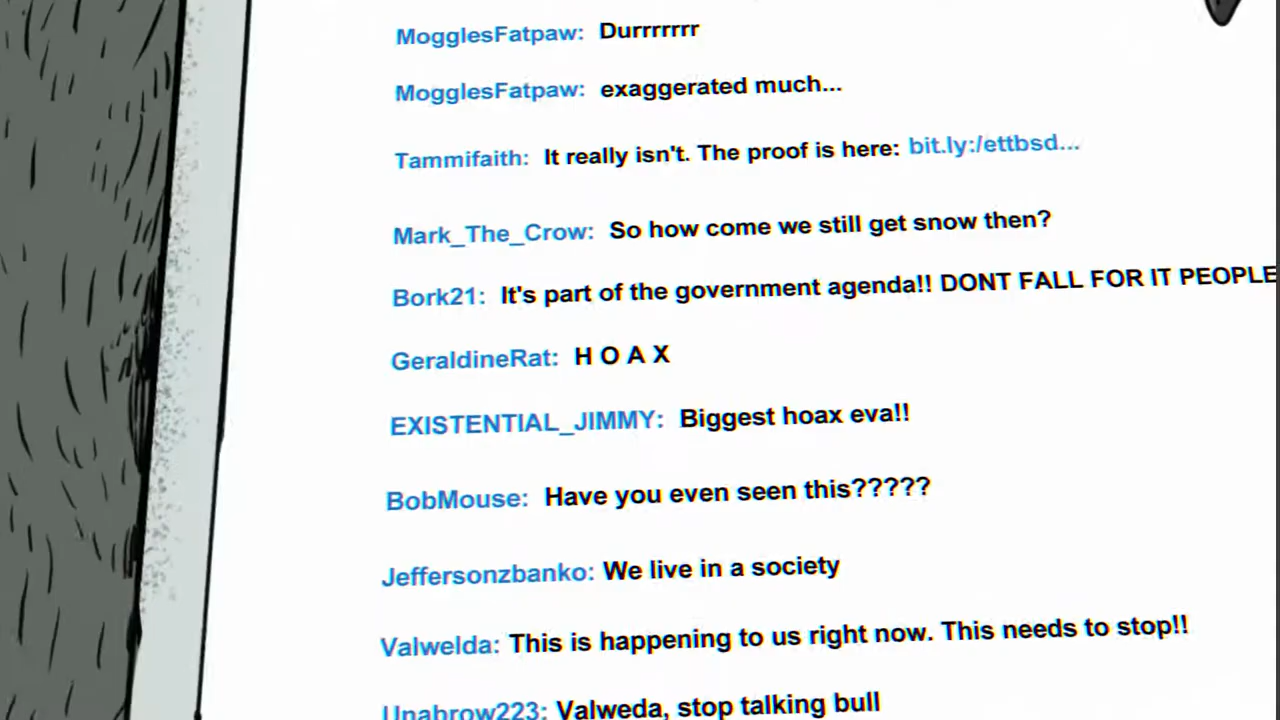 MogglesFatpaw: Durrrrrrr
MogglesFatpaw: exaggerated much...
Tammifaith: It really isn't. The proof is here: bit.ly:/ettbsd...
Mark_The_Crow: So how come we still get snow then?
Bork21: It's part of the government agenda!! DONT FALL FOR IT PEOPLE
GeraldineRat: H O A X
EXISTENTIAL_JIMMY: Biggest hoax eva!!
BobMouse: Have you even seen this?????
Jeffersonzbanko: We live in a society
Valwelda: This is happening to us right now. This needs to stop!!
Unabrow223: Valweda, stop talking bull